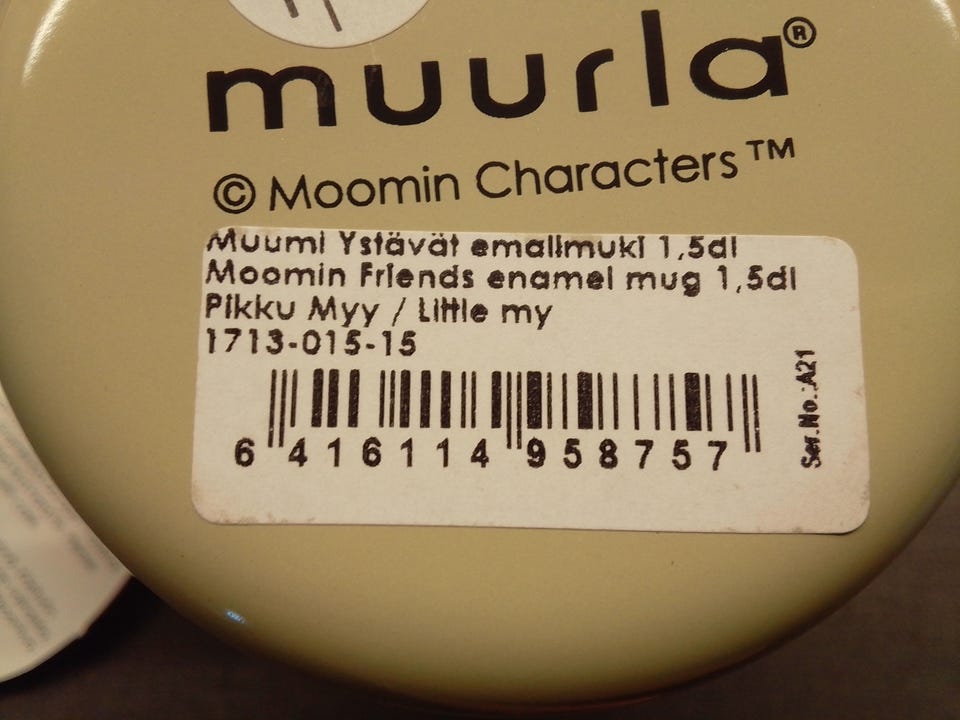 muurla®
© Moomin Characters™
Muumi Ystävät emalimuki 1,5dl
Moomin Friends enamel mug 1,5dl
Pikku Myy / Little my
1713-015-15
Ser.No.:A21
6 416114 958757